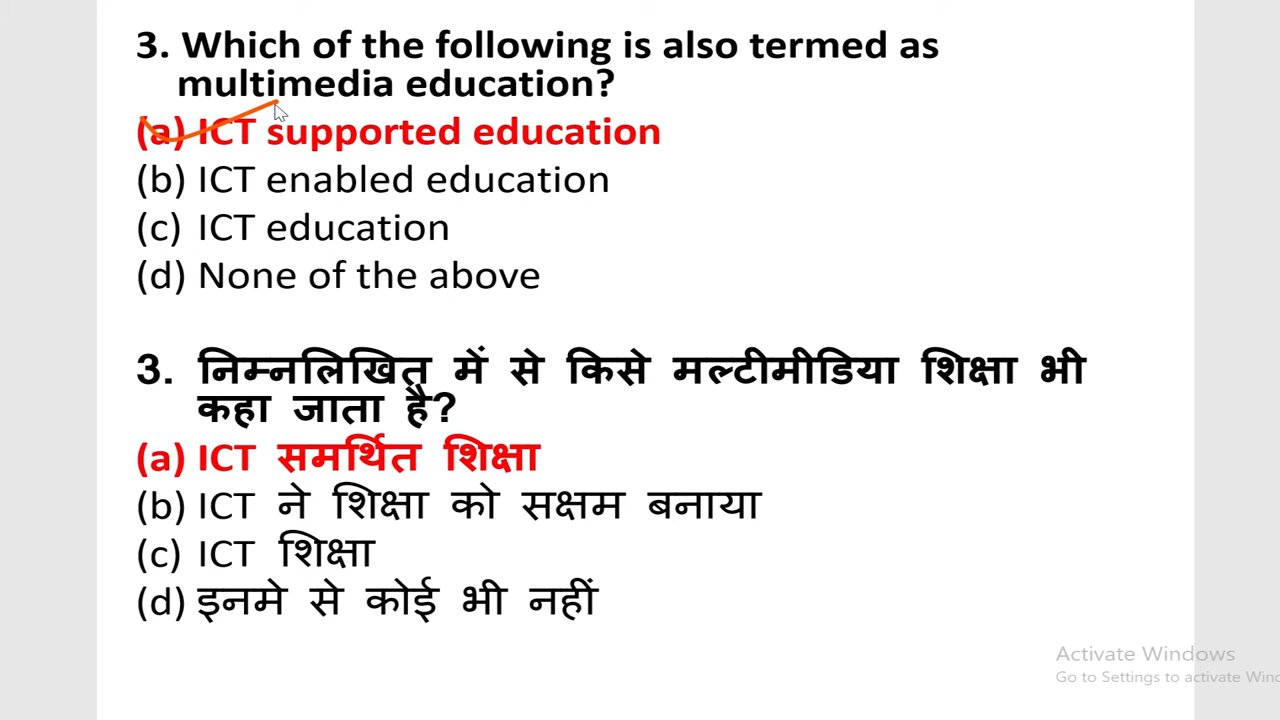 3. Which of the following is also termed as
multimedia education?
(a) ICT supported education
(b) ICT enabled education
(c) ICT education
(d) None of the above
3. निम्नलिखित में से किसे मल्टीमीडिया शिक्षा भी
कहा जाता है?
(a) ICT समर्थित शिक्षा
(b) ICT ने शिक्षा को सक्षम बनाया
(c) ICT शिक्षा
(d) इनमे से कोई भी नहीं
Activate Windows
Go to Settings to activate Wind